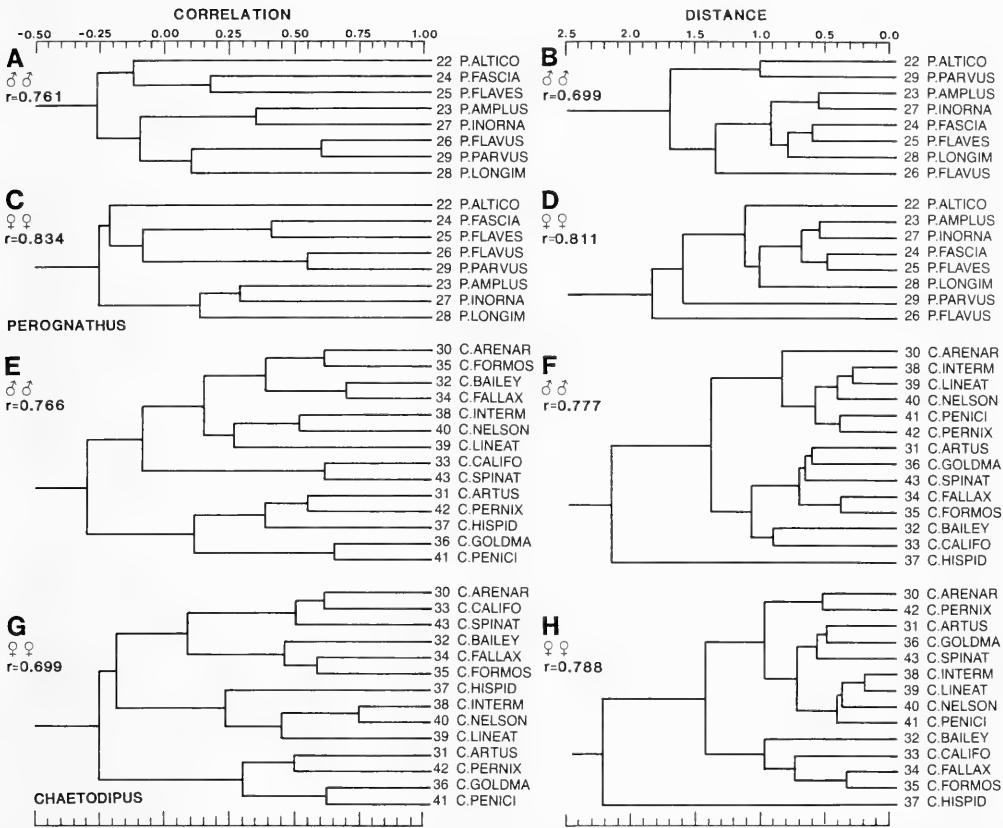 CORRELATION
-0.50 -0.25 0.00 0.25 0.50 1.00
A
♂♂
r=0.761
22 P.ALTICO
24 P.FASCIA
25 P.FLAVES
23 P.AMPLUS
27 P.INORNA
26 P.FLAVUS
29 P.PARVUS
28 P.LONGIM
DISTANCE
2.5 2.0 1.0 0.5 0.0
B
♂♂
r=0.699
22 P.ALTICO
29 P.PARVUS
23 P.AMPLUS
27 P.INORNA
24 P.FASCIA
25 P.FLAVES
28 P.LONGIM
26 P.FLAVUS
C
♀♀
r=0.834
22 P.ALTICO
24 P.FASCIA
25 P.FLAVES
26 P.FLAVUS
29 P.PARVUS
23 P.AMPLUS
27 P.INORNA
28 P.LONGIM
PEROGNATHUS
D
♀♀
r=0.811
22 P.ALTICO
23 P.AMPLUS
27 P.INORNA
24 P.FASCIA
25 P.FLAVES
28 P.LONGIM
29 P.PARVUS
26 P.FLAVUS
E
♂♂
r=0.766
30 C.ARENAR
35 C.FORMOS
32 C.BAILEY
34 C.FALLAX
38 C.INTERM
40 C.NELSON
39 C.LINEAT
33 C.CALIFO
43 C.SPINAT
31 C.ARTUS
42 C.PERNIX
37 C.HISPID
36 C.GOLDMA
41 C.PENICI
F
♂♂
r=0.777
30 C.ARENAR
38 C.INTERM
39 C.LINEAT
40 C.NELSON
41 C.PENICI
42 C.PERNIX
31 C.ARTUS
36 C.GOLDMA
43 C.SPINAT
34 C.FALLAX
35 C.FORMOS
32 C.BAILEY
33 C.CALIFO
37 C.HISPID
G
♀♀
r=0.699
30 C.ARENAR
33 C.CALIFO
43 C.SPINAT
32 C.BAILEY
34 C.FALLAX
35 C.FORMOS
37 C.HISPID
38 C.INTERM
40 C.NELSON
39 C.LINEAT
31 C.ARTUS
42 C.PERNIX
36 C.GOLDMA
41 C.PENICI
CHAETODIPUS
H
♀♀
r=0.788
30 C.ARENAR
42 C.PERNIX
31 C.ARTUS
36 C.GOLDMA
43 C.SPINAT
38 C.INTERM
39 C.LINEAT
40 C.NELSON
41 C.PENICI
32 C.BAILEY
33 C.CALIFO
34 C.FALLAX
35 C.FORMOS
37 C.HISPID